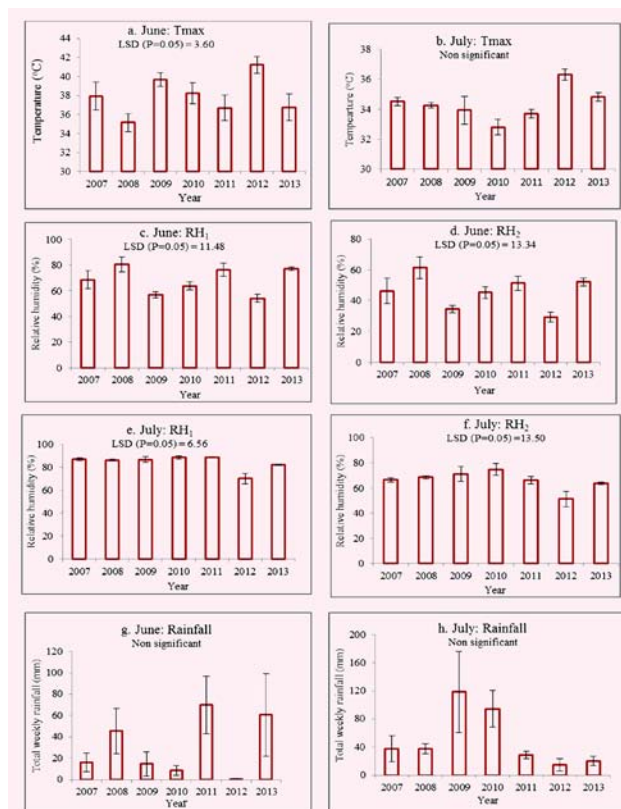 a. June: Tmax
LSD (P=0.05) = 3.60
Temperature (°C)
42
40
38
36
34
32
30
2007 2008 2009 2010 2011 2012 2013
Year
b. July: Tmax
Non significant
Tempearture (°C)
38
36
34
32
30
2007 2008 2009 2010 2011 2012 2013
Year
c. June: RH1
LSD (P=0.05) = 11.48
Relative humidity (%)
100
80
60
40
20
0
2007 2008 2009 2010 2011 2012 2013
Year
d. June: RH2
LSD (P=0.05) = 13.34
Relative humidity (%)
80
60
40
20
0
2007 2008 2009 2010 2011 2012 2013
Year
e. July: RH1
LSD (P=0.05) = 6.56
Relative humidity (%)
100
80
60
40
20
0
2007 2008 2009 2010 2011 2012 2013
Year
f. July: RH2
LSD (P=0.05) =13.50
Relative humidity (%)
100
80
60
40
20
0
2007 2008 2009 2010 2011 2012 2013
Year
g. June: Rainfall
Non significant
Total weekly rainfall (mm)
120
100
80
60
40
20
0
2007 2008 2009 2010 2011 2012 2013
Year
h. July: Rainfall
Non significant
Total weekly rainfall (mm)
200
160
120
80
40
0
2007 2008 2009 2010 2011 2012 2013
Year